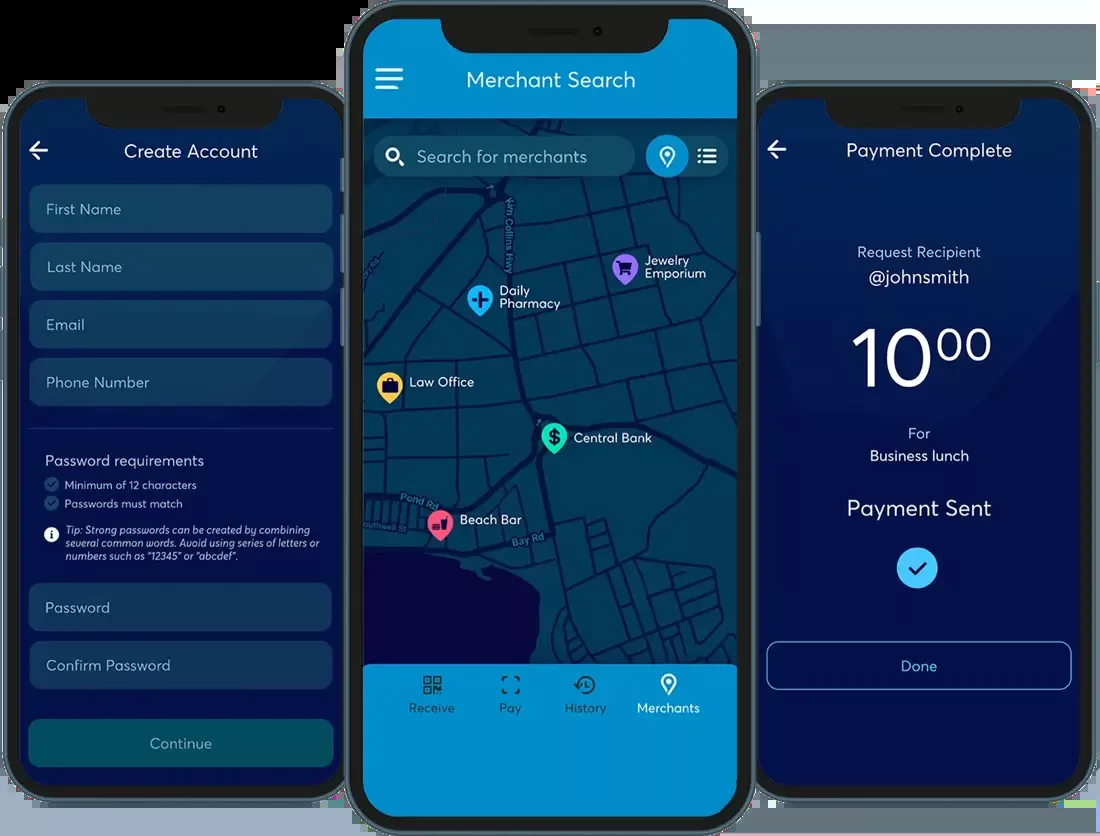 Create Account
First Name
Last Name
Email
Phone Number
Password requirements
Minimum of 12 characters
Passwords must match
Tip: Strong passwords can be created by combining
several common words. Avoid using series of letters or
numbers such as "12345" or "abcdef".
Password
Confirm Password
Continue
Merchant Search
Search for merchants
Collins Hwy
Jewelry
Emporium
Daily
Pharmacy
Law Office
Central Bank
Pond Rd
Beach Bar
Bay Rd
Receive
Pay
History
Merchants
Payment Complete
Request Recipient
@johnsmith
1000
For
Business lunch
Payment Sent
Done